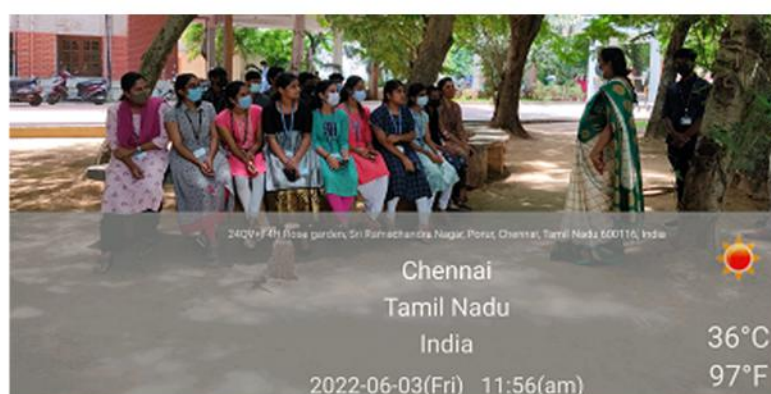 24QV+F4H Rose garden, Sri Ramachandra Nagar, Porur, Chennai, Tamil Nadu 600116, India
Chennai
Tamil Nadu
India
36°C
97°F
2022-06-03(Fri) 11:56(am)